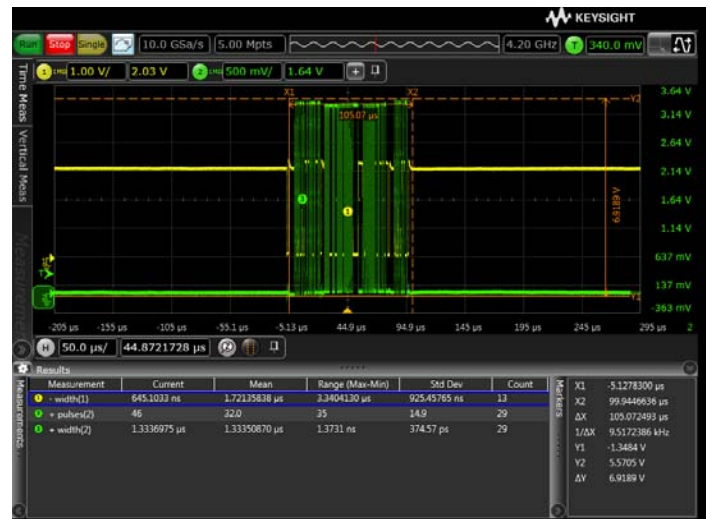 KEYSIGHT
Run Stop Single 10.0 GSa/s 5.00 Mpts 4.20 GHz T 340.0 mV
1 1.00 V/ 2.03 V 2 500 mV/ 1.64 V +
Time Meas
Vertical Meas
Measurements
X1 X2 Y2 3.64 V
105.07 µs 3.14 V
2.64 V
2.14 V
6.9189 V 1.64 V
1.14 V
637 mV
137 mV
Y1 -363 mV
-205 µs -155 µs -105 µs -55.1 µs -5.13 µs 44.9 µs 94.9 µs 145 µs 195 µs 245 µs 295 µs 2
H 50.0 µs/ 44.8721728 µs
Results
Measurements
Measurement Current Mean Range (Max-Min) Std Dev Count
- width(1) 645.1033 ns 1.72135838 µs 3.3404130 µs 925.45765 ns 13
+ pulses(2) 46 32.0 35 14.9 29
+ width(2) 1.3336975 µs 1.33350870 µs 1.3731 ns 374.57 ps 29
Markers
X1 -5.1278300 µs
X2 99.9446636 µs
ΔX 105.072493 µs
1/ΔX 9.5172386 kHz
Y1 -1.3484 V
Y2 5.5705 V
ΔY 6.9189 V